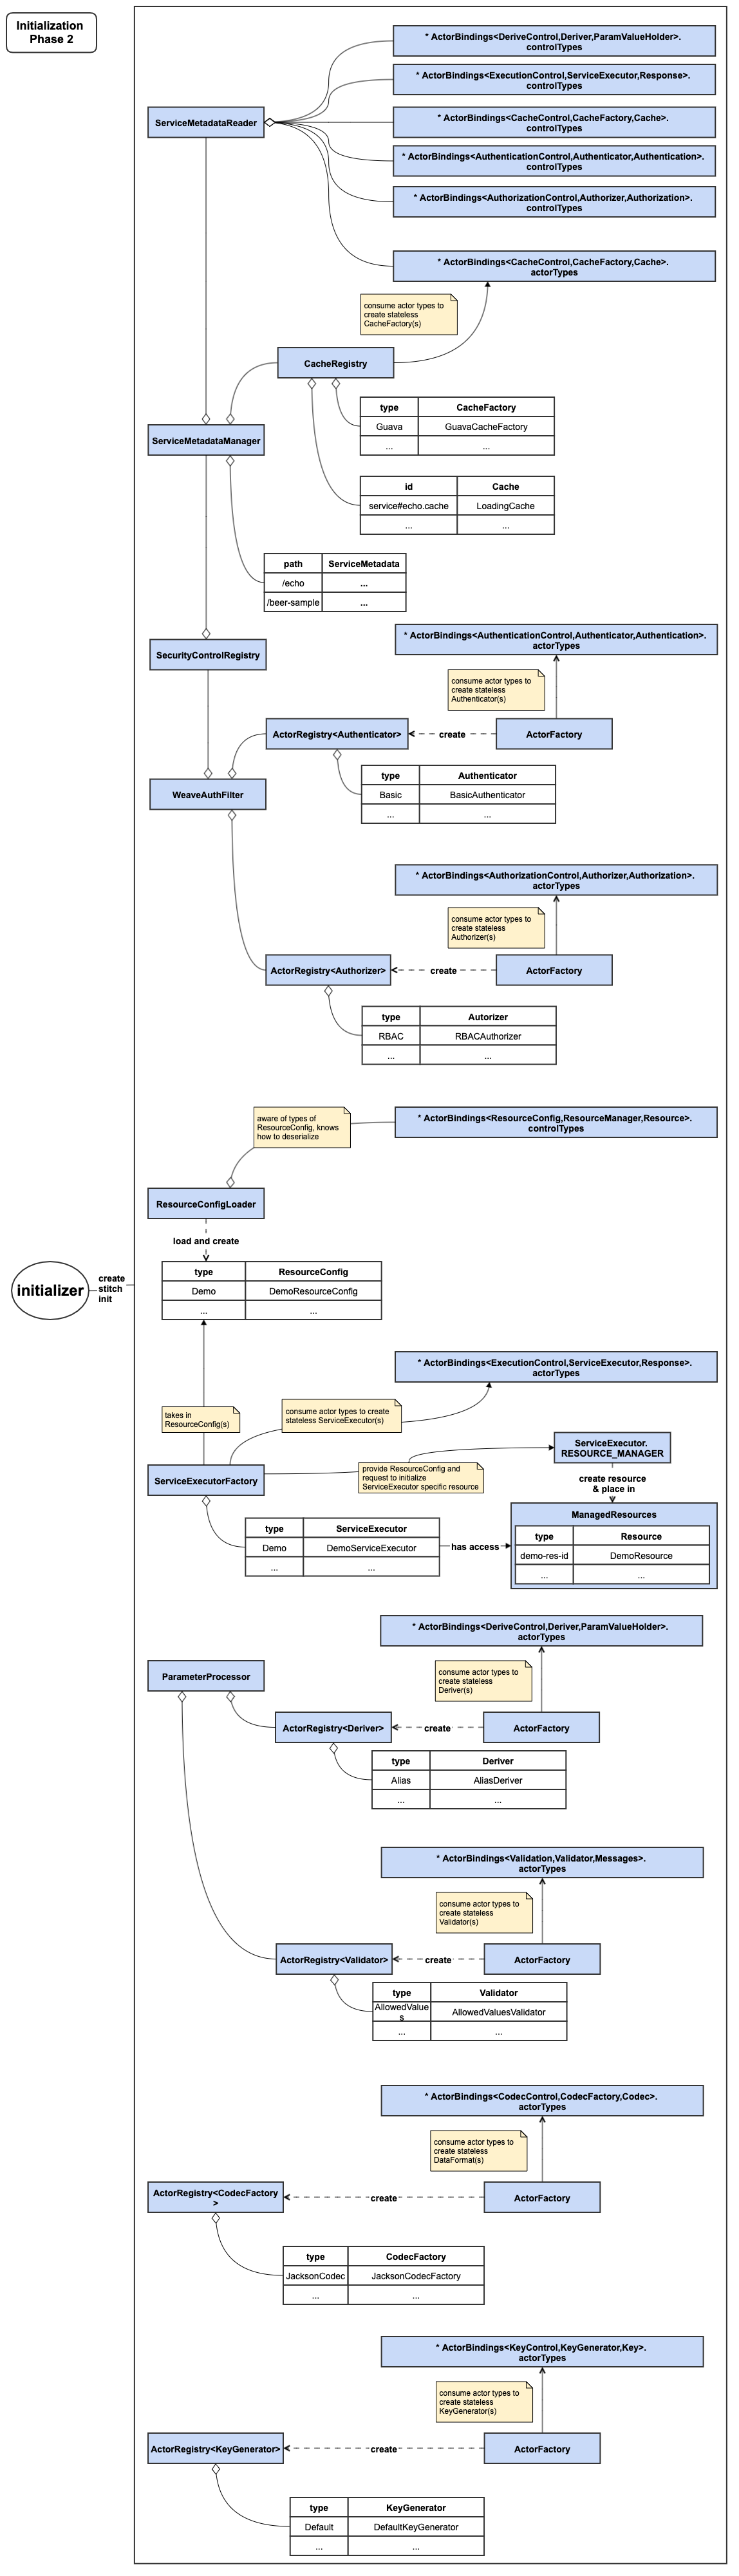 Initialization
Phase 2
* ActorBindings<DeriveControl,Deriver,ParamValueHolder>.
controlTypes
* ActorBindings<ExecutionControl,ServiceExecutor,Response>.
controlTypes
ServiceMetadataReader
* ActorBindings<CacheControl,CacheFactory,Cache>.
controlTypes
* ActorBindings<AuthenticationControl,Authenticator,Authentication>.
controlTypes
* ActorBindings<AuthorizationControl,Authorizer,Authorization>.
controlTypes
* ActorBindings<CacheControl,CacheFactory,Cache>.
actorTypes
consume actor types to
create stateless
CacheFactory(s)
CacheRegistry
type CacheFactory
Guava GuavaCacheFactory
... ...
ServiceMetadataManager
id Cache
service#echo.cache LoadingCache
... ...
path ServiceMetadata
/echo ...
/beer-sample ...
SecurityControlRegistry
* ActorBindings<AuthenticationControl,Authenticator,Authentication>.
actorTypes
consume actor types to
create stateless
Authenticator(s)
ActorRegistry<Authenticator>
create
ActorFactory
type Authenticator
Basic BasicAuthenticator
... ...
WeaveAuthFilter
* ActorBindings<AuthorizationControl,Authorizer,Authorization>.
actorTypes
consume actor types to
create stateless
Authorizer(s)
ActorRegistry<Authorizer>
create
ActorFactory
type Autorizer
RBAC RBACAuthorizer
... ...
aware of types of
ResourceConfig, knows
how to deserialize
* ActorBindings<ResourceConfig,ResourceManager,Resource>.
controlTypes
ResourceConfigLoader
load and create
initializer
create
stitch
init
type ResourceConfig
Demo DemoResourceConfig
... ...
* ActorBindings<ExecutionControl,ServiceExecutor,Response>.
actorTypes
takes in
ResourceConfig(s)
consume actor types to create
stateless ServiceExecutor(s)
ServiceExecutor.
RESOURCE_MANAGER
ServiceExecutorFactory
provide ResourceConfig and
request to initialize
ServiceExecutor specific resource
create resource
& place in
ManagedResources
type Resource
demo-res-id DemoResource
... ...
type ServiceExecutor
Demo DemoServiceExecutor
... ...
has access
* ActorBindings<DeriveControl,Deriver,ParamValueHolder>.
actorTypes
ParameterProcessor
consume actor types to
create stateless
Deriver(s)
ActorRegistry<Deriver>
create
ActorFactory
type Deriver
Alias AliasDeriver
... ...
* ActorBindings<Validation,Validator,Messages>.
actorTypes
consume actor types to
create stateless
Validator(s)
ActorRegistry<Validator>
create
ActorFactory
type Validator
AllowedValue
s AllowedValuesValidator
... ...
* ActorBindings<CodecControl,CodecFactory,Codec>.
actorTypes
consume actor types to
create stateless
DataFormat(s)
ActorRegistry<CodecFactory
>
create
ActorFactory
type CodecFactory
JacksonCodec JacksonCodecFactory
... ...
* ActorBindings<KeyControl,KeyGenerator,Key>.
actorTypes
consume actor types to
create stateless
KeyGenerator(s)
ActorRegistry<KeyGenerator>
create
ActorFactory
type KeyGenerator
Default DefaultKeyGenerator
... ...